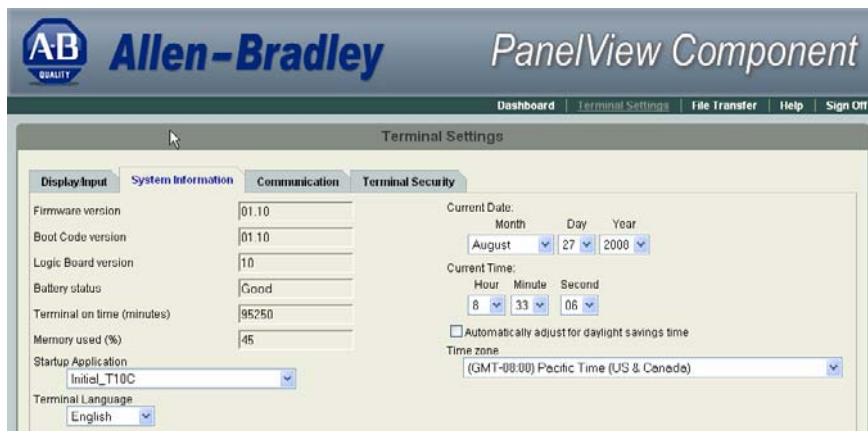 A·B
QUALITY
Allen-Bradley
PanelView Component
Dashboard | Terminal Settings | File Transfer | Help | Sign Off
Terminal Settings
Display/Input System Information Communication Terminal Security
Firmware version 01.10
Boot Code version 01.10
Logic Board version 10
Battery status Good
Terminal on time (minutes) 95250
Memory used (%) 45
Startup Application
Initial_T10C
Terminal Language
English
Current Date:
Month Day Year
August 27 2008
Current Time:
Hour Minute Second
8 33 06
Automatically adjust for daylight savings time
Time zone
(GMT-08:00) Pacific Time (US & Canada)